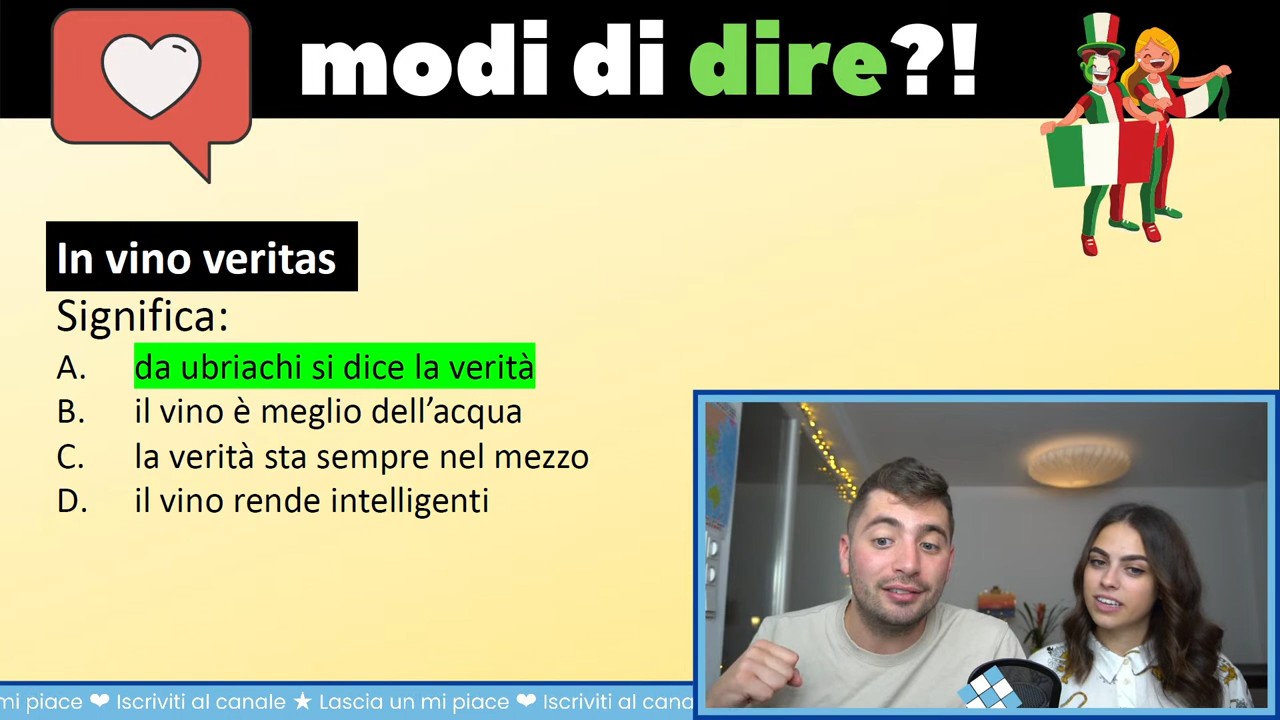 modi di dire?!
In vino veritas
Significa:
A. da ubriachi si dice la verità
B. il vino è meglio dell’acqua
C. la verità sta sempre nel mezzo
D. il vino rende intelligenti
mi piace ❤ Iscriviti al canale ★ Lascia un mi piace ❤ Iscriviti al cana